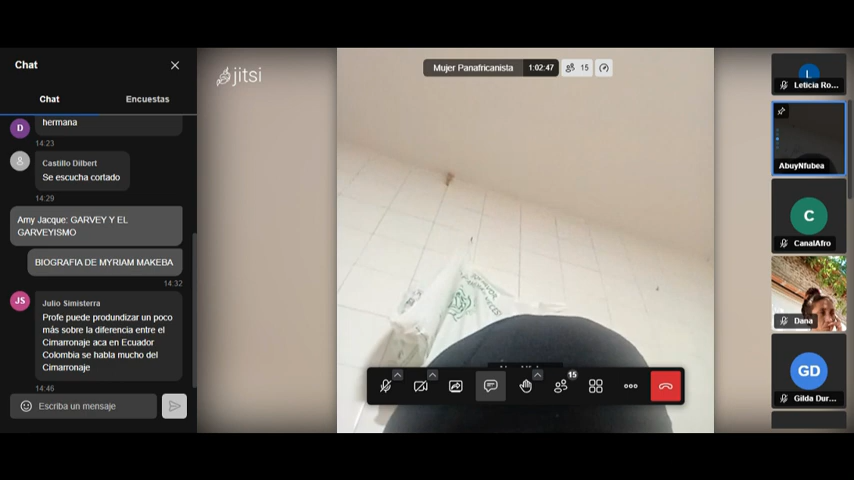 Chat
Chat
Encuestas
D
hermana
14:23
Castillo Dilbert
Se escucha cortado
14:29
Amy Jacque: GARVEY Y EL
GARVEYISMO
BIOGRAFIA DE MYRIAM MAKEBA
14:32
JS
Julio Simisterra
Profe puede produndizar un poco
más sobre la diferencia entre el
Cimarronaje aca en Ecuador
Colombia se habla mucho del
Cimarronaje
14:46
Escriba un mensaje
jitsi
Mujer Panafricanista
1:02:47
15
15
L
Leticia Ro...
AbuyNfubea
C
CanalAfro
Dana
GD
Gilda Dur...